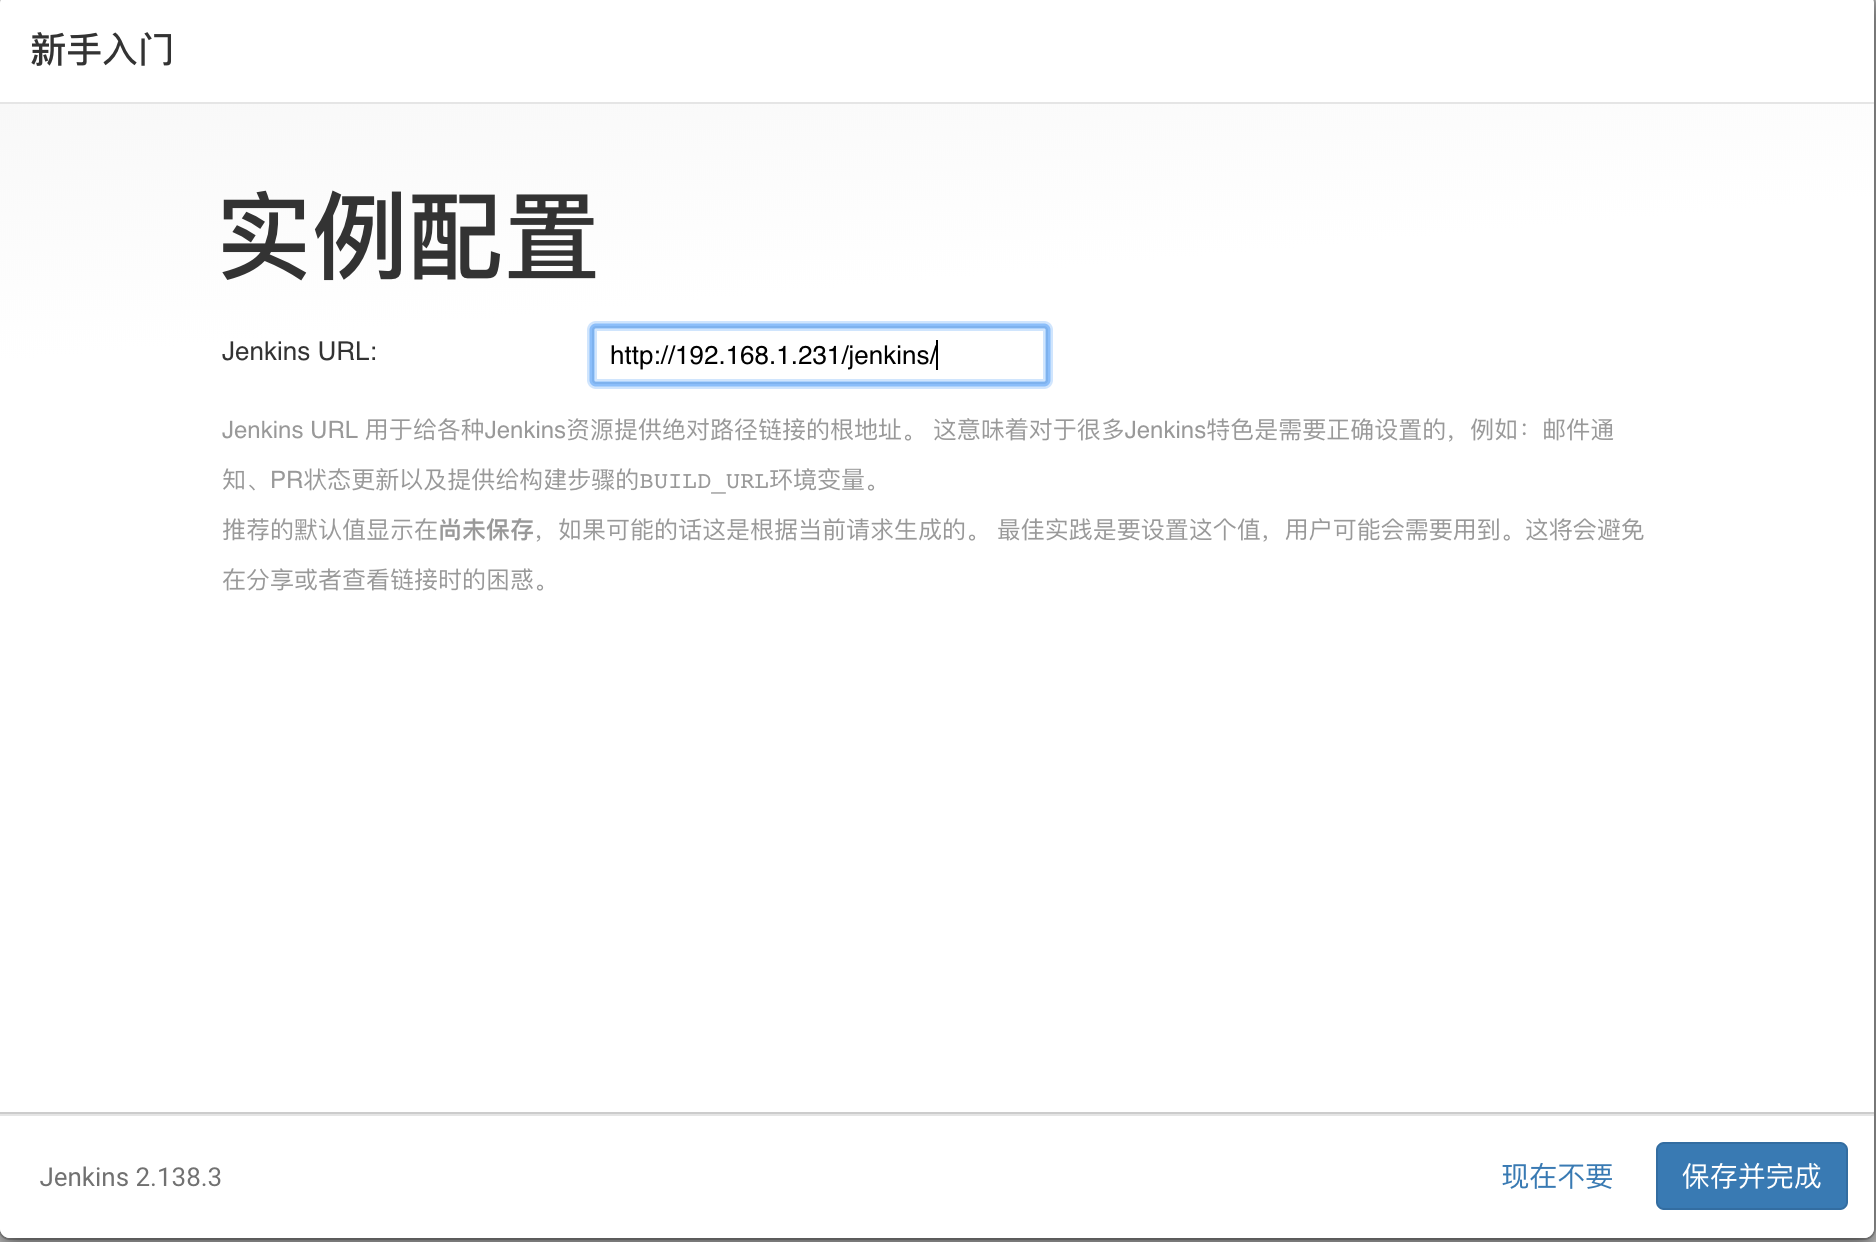 新手入门
实例配置
Jenkins URL:
http://192.168.1.231/jenkins/
Jenkins URL 用于给各种Jenkins资源提供绝对路径链接的根地址。 这意味着对于很多Jenkins特色是需要正确设置的，例如：邮件通
知、PR状态更新以及提供给构建步骤的BUILD_URL环境变量。
推荐的默认值显示在尚未保存，如果可能的话这是根据当前请求生成的。 最佳实践是要设置这个值，用户可能会需要用到。这将会避免
在分享或者查看链接时的困惑。
Jenkins 2.138.3
现在不要
保存并完成